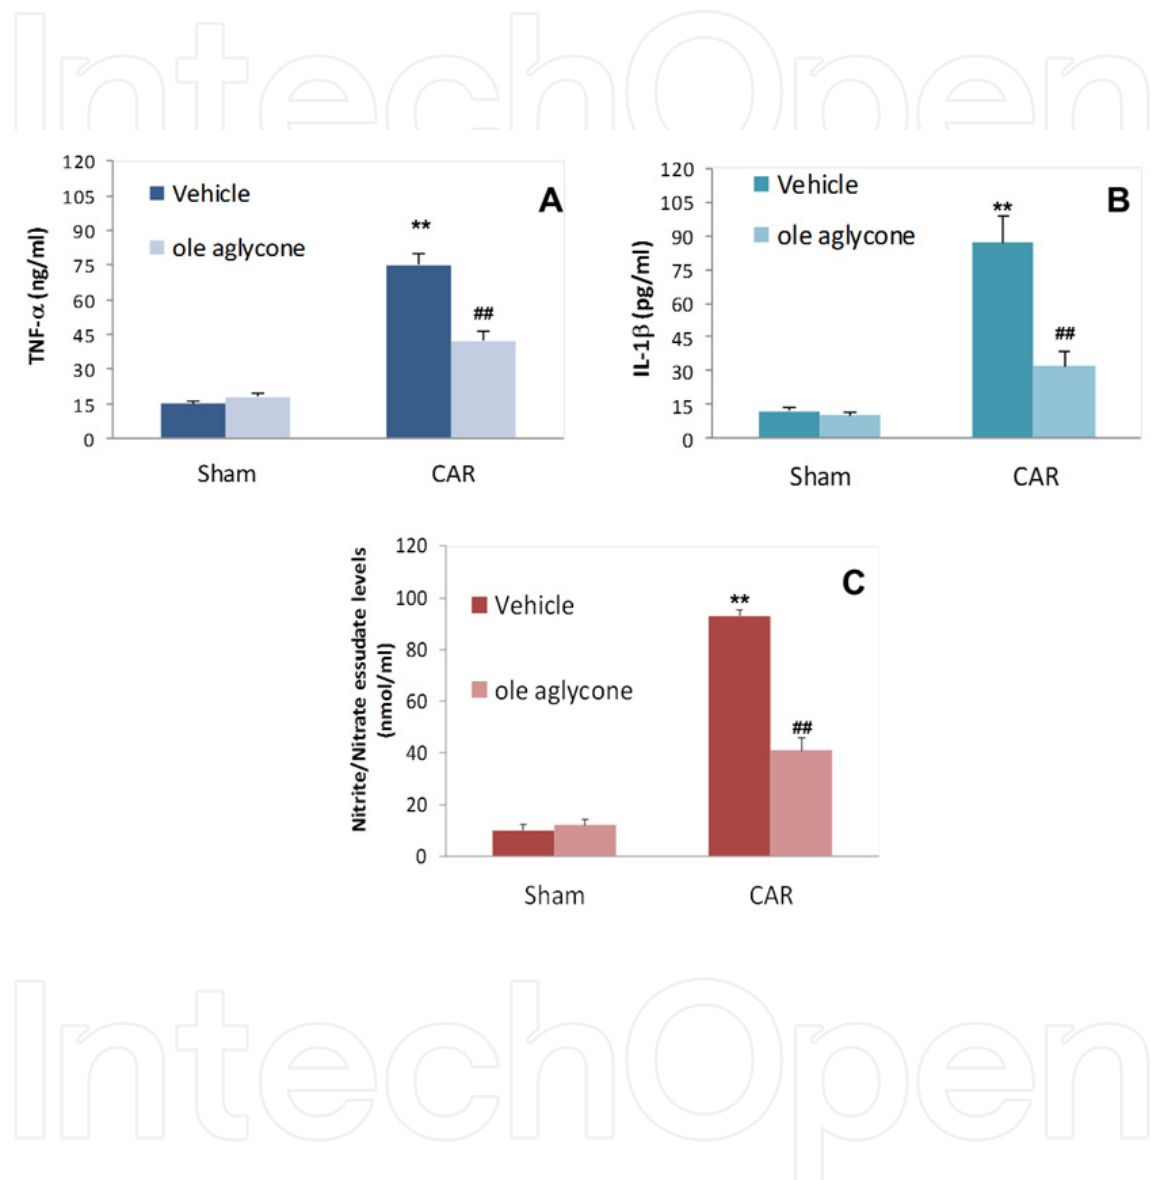 IntechOpen
120
105
90
75
60
45
30
15
0
TNF-α (ng/ml)
Vehicle
ole aglycone
A
**
##
Sham CAR
120
105
90
75
60
45
30
15
0
IL-1β (pg/ml)
Vehicle
ole aglycone
B
**
##
Sham CAR
Nitrite/Nitrate essudate levels
(nmol/ml)
120
100
80
60
40
20
0
Vehicle
ole aglycone
C
**
##
Sham CAR
IntechOpen